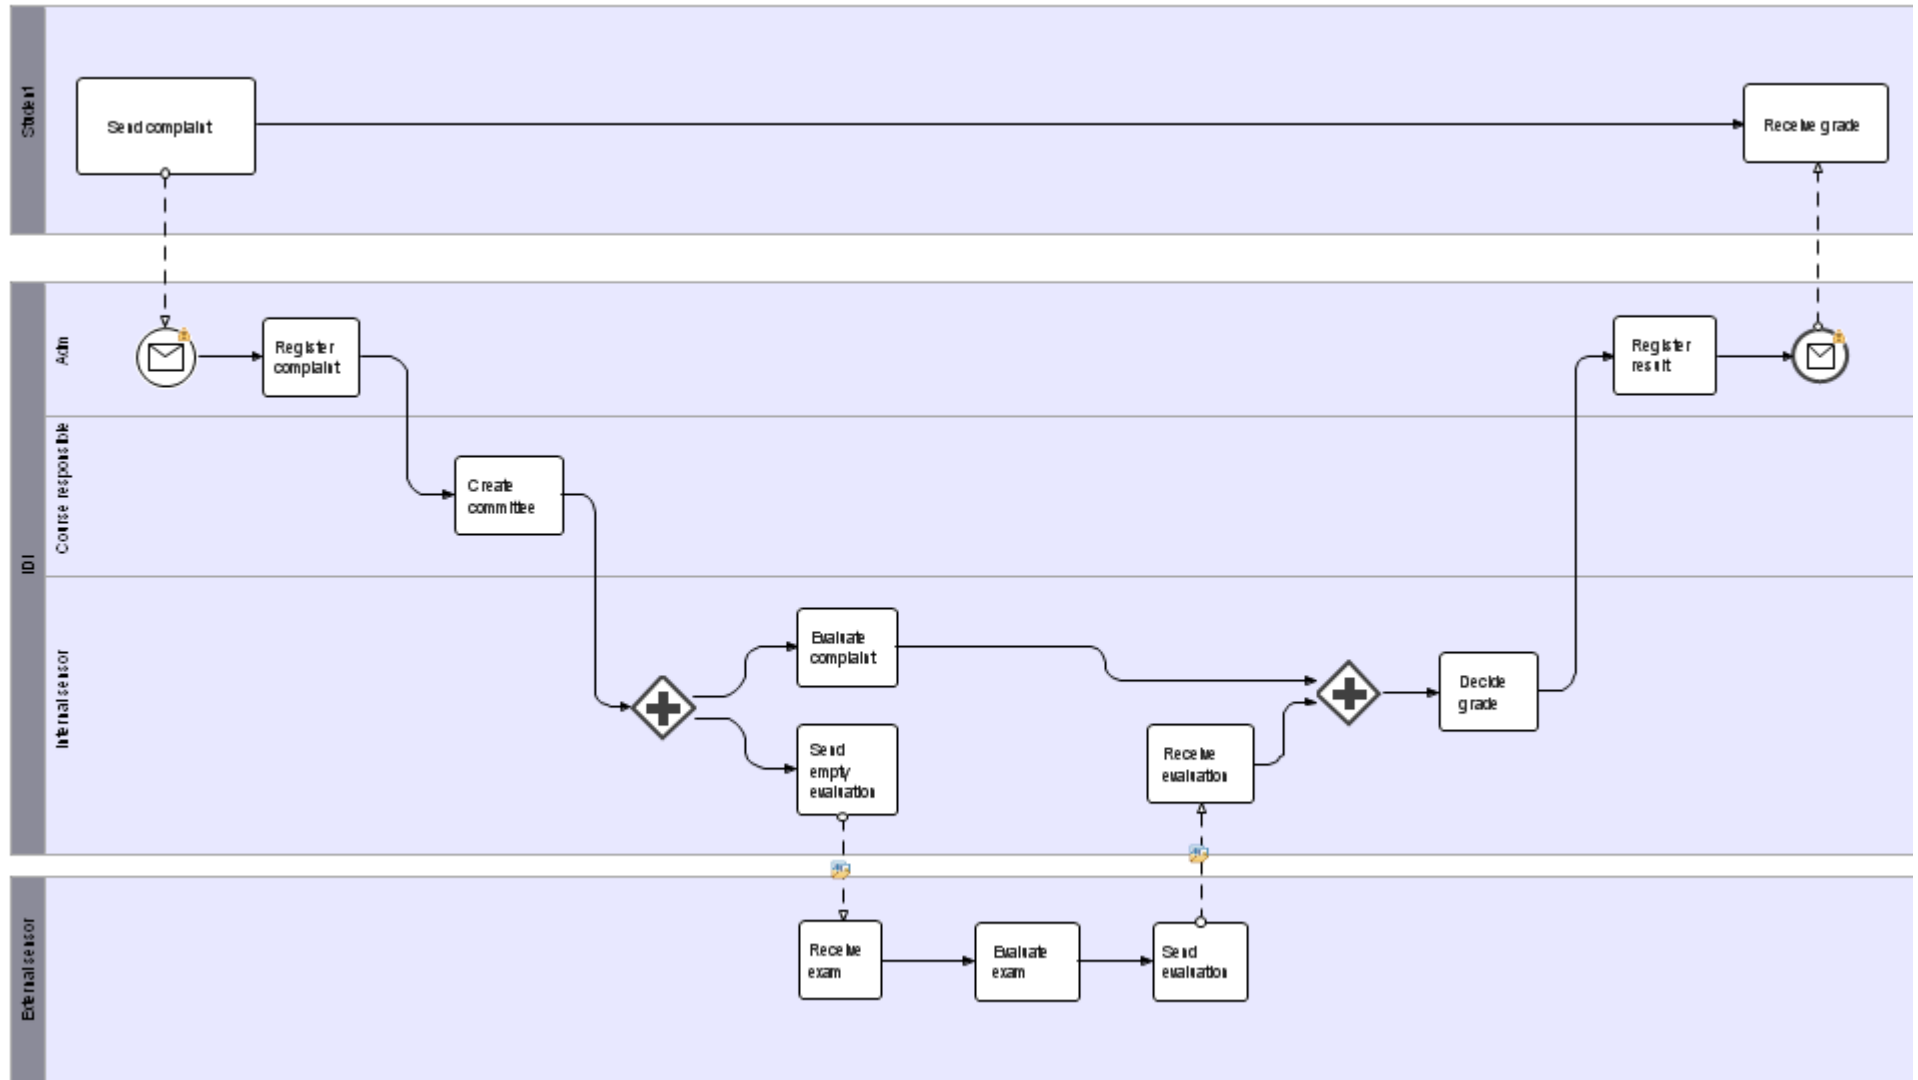 Student
Send complaint
Receive grade
IDI
Adm
Register
complaint
Register
result
Course responsible
Create
committee
Internal sensor
Evaluate
complaint
Send
empty
evaluation
Receive
evaluation
Decide
grade
External sensor
Receive
exam
Evaluate
exam
Send
evaluation